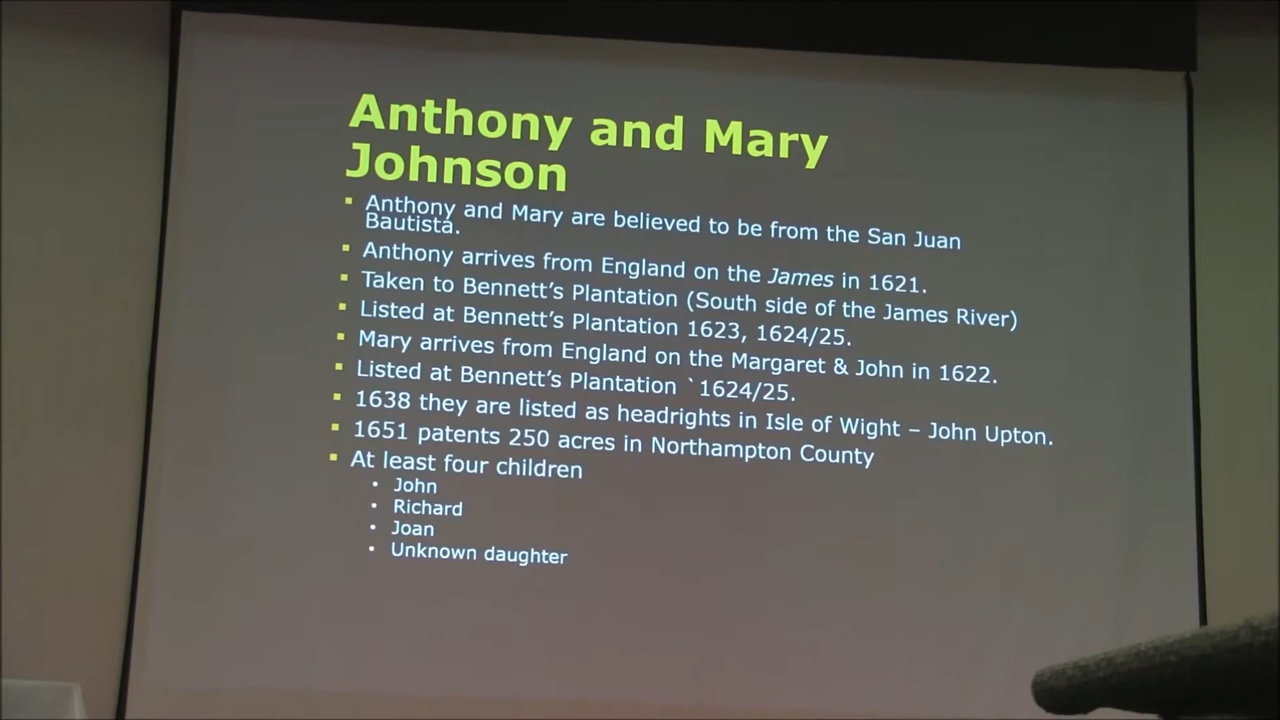 Anthony and Mary
Johnson
▪ Anthony and Mary are believed to be from the San Juan
Bautista.
▪ Anthony arrives from England on the James in 1621.
▪ Taken to Bennett's Plantation (South side of the James River)
▪ Listed at Bennett's Plantation 1623, 1624/25.
▪ Mary arrives from England on the Margaret & John in 1622.
▪ Listed at Bennett's Plantation `1624/25.
▪ 1638 they are listed as headrights in Isle of Wight – John Upton.
▪ 1651 patents 250 acres in Northampton County
▪ At least four children
• John
• Richard
• Joan
• Unknown daughter